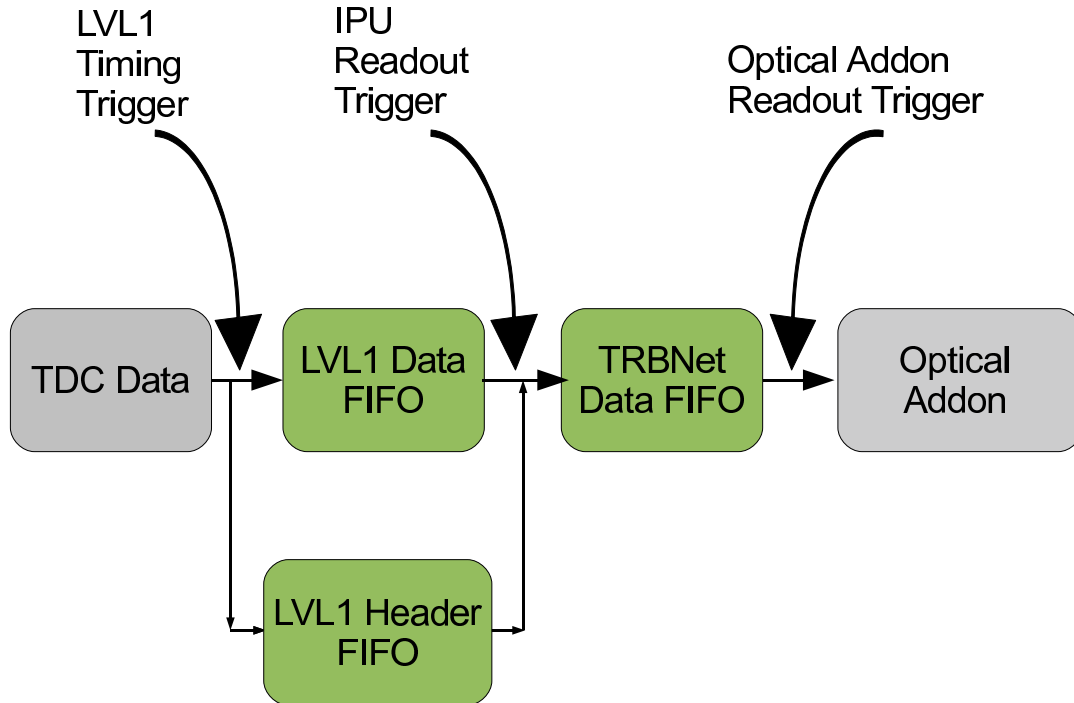 LVL1
Timing
Trigger
IPU
Readout
Trigger
Optical Addon
Readout Trigger
TDC Data
LVL1 Data
FIFO
TRBNet
Data FIFO
Optical
Addon
LVL1 Header
FIFO